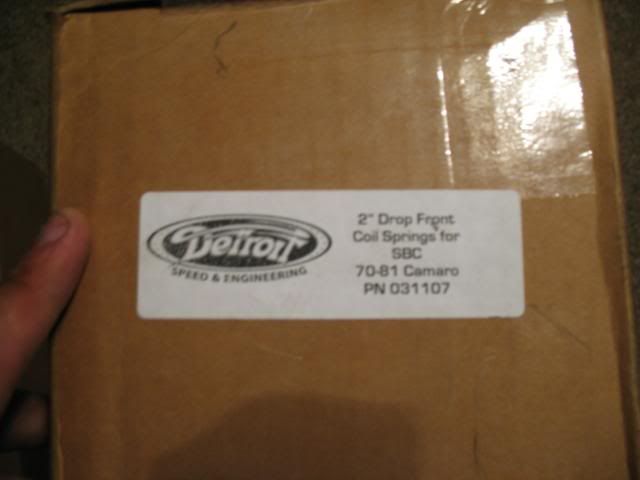 Detroit
SPEED & ENGINEERING
2" Drop Front
Coil Springs for
SBC
70-81 Camaro
PN 031107